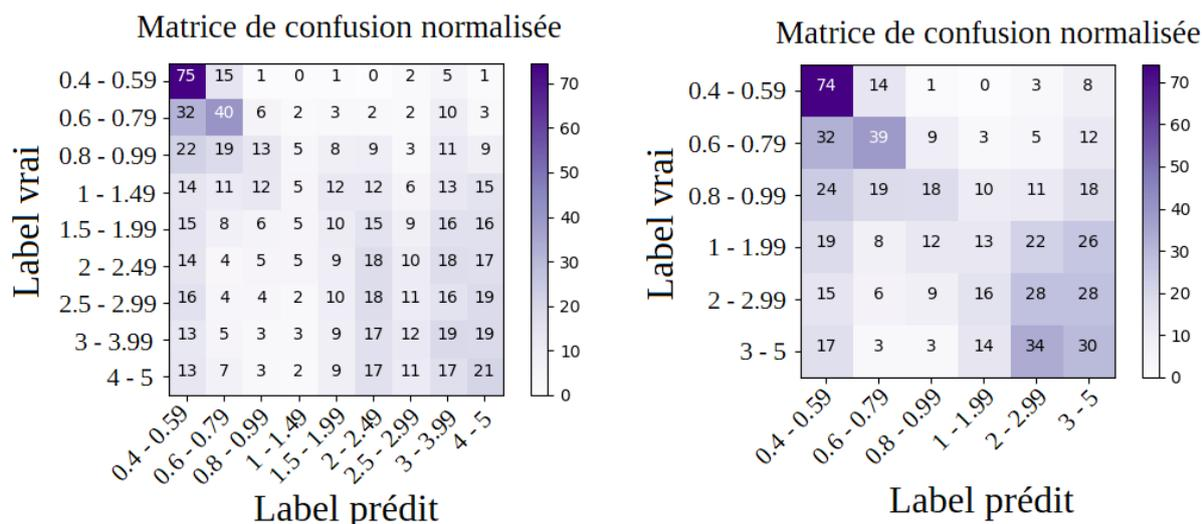 Matrice de confusion normalisée
Label vrai
0.4 - 0.59 75 15 1 0 1 0 2 5 1
0.6 - 0.79 32 40 6 2 3 2 2 10 3
0.8 - 0.99 22 19 13 5 8 9 3 11 9
1 - 1.49 14 11 12 5 12 12 6 13 15
1.5 - 1.99 15 8 6 5 10 15 9 16 16
2 - 2.49 14 4 5 5 9 18 10 18 17
2.5 - 2.99 16 4 4 2 10 18 11 16 19
3 - 3.99 13 5 3 3 9 17 12 19 19
4 - 5 13 7 3 2 9 17 11 17 21
0.4 - 0.59 0.6 - 0.79 0.8 - 0.99 1 - 1.49 1.5 - 1.99 2 - 2.49 2.5 - 2.99 3 - 3.99 4 - 5
Label prédit
70
60
50
40
30
20
10
0
Matrice de confusion normalisée
Label vrai
0.4 - 0.59 74 14 1 0 3 8
0.6 - 0.79 32 39 9 3 5 12
0.8 - 0.99 24 19 18 10 11 18
1 - 1.99 19 8 12 13 22 26
2 - 2.99 15 6 9 16 28 28
3 - 5 17 3 3 14 34 30
0.4 - 0.59 0.6 - 0.79 0.8 - 0.99 1 - 1.99 2 - 2.99 3 - 5
Label prédit
70
60
50
40
30
20
10
0